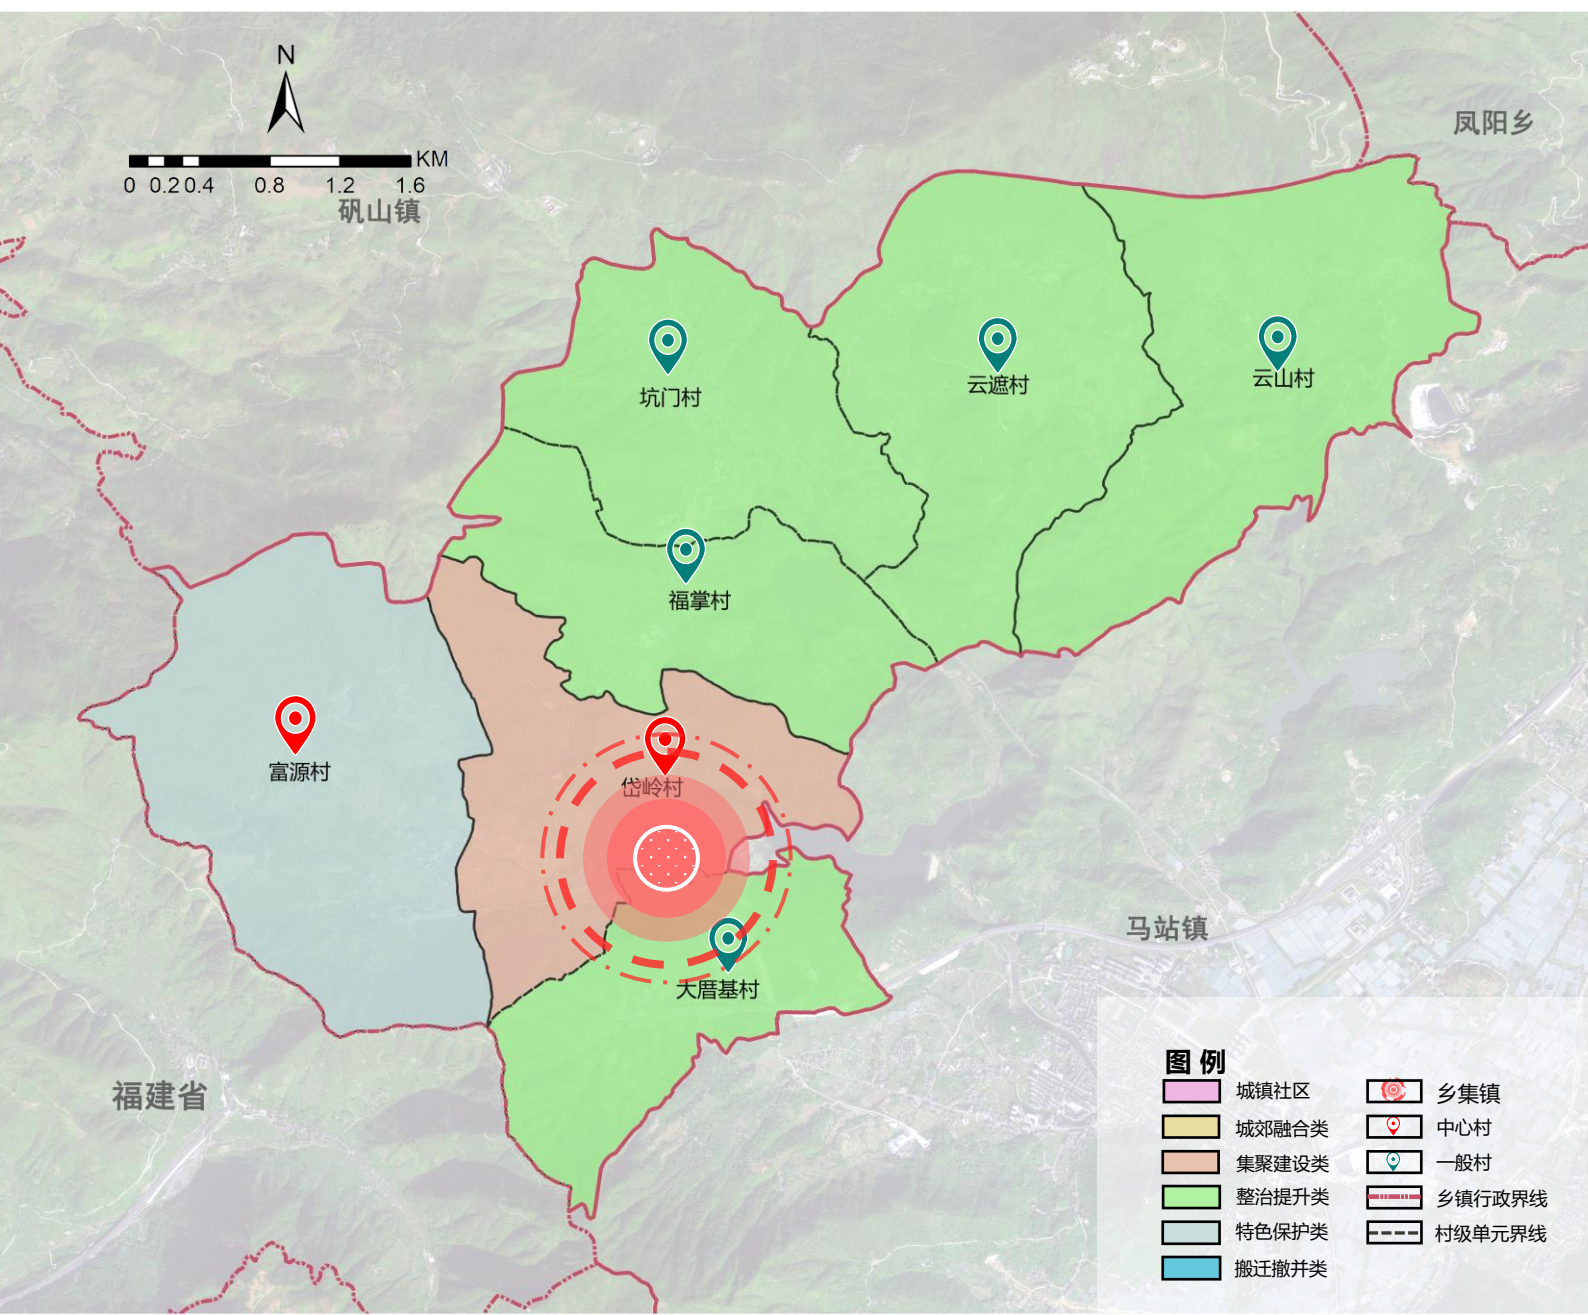 N
KM
0 0.2 0.4 0.8 1.2 1.6
矾山镇
凤阳乡
坑门村
云遮村
云山村
福掌村
富源村
岱岭村
大厝基村
马站镇
福建省
图 例
城镇社区
乡集镇
城郊融合类
中心村
集聚建设类
一般村
整治提升类
乡镇行政界线
特色保护类
村级单元界线
搬迁撤并类